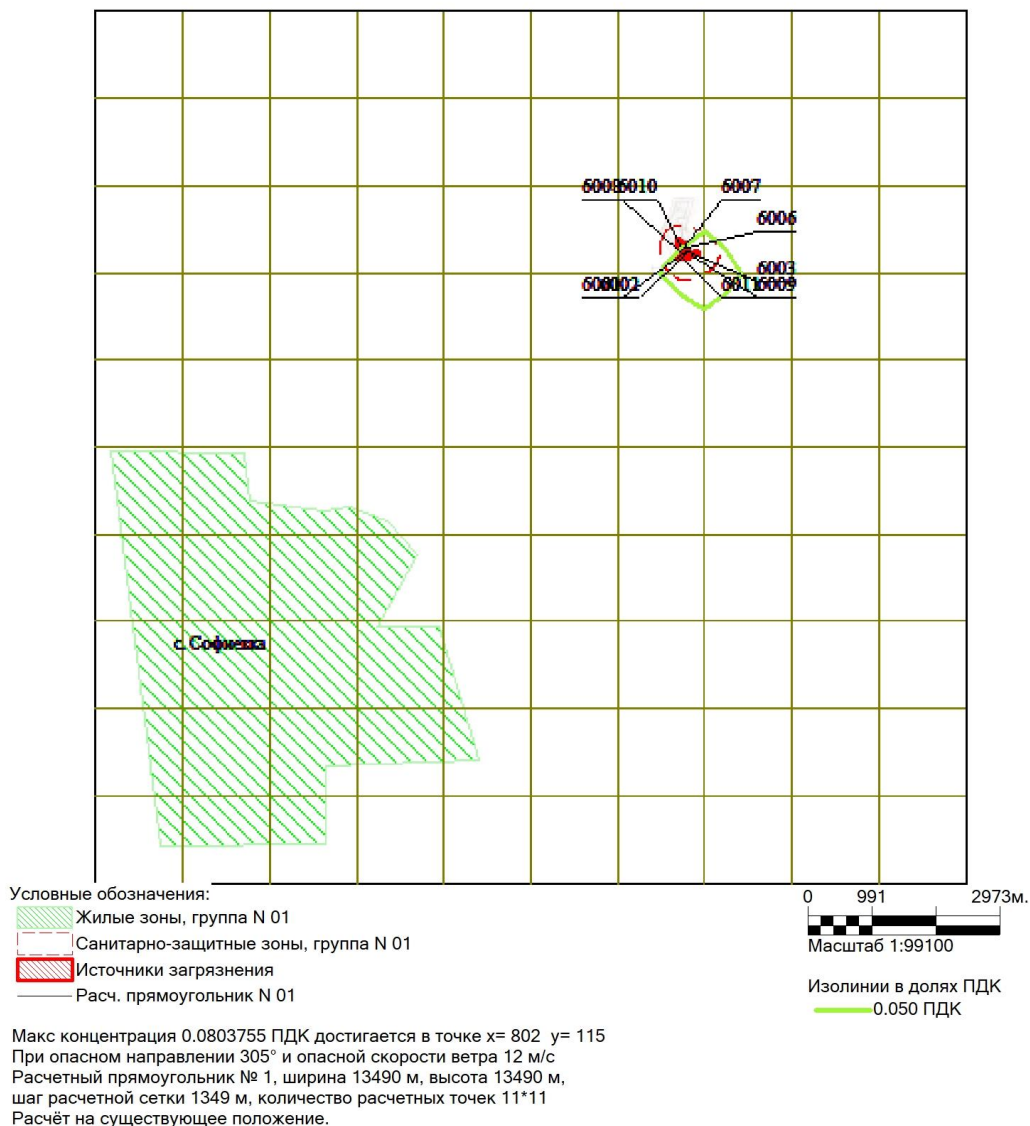 6010
6007
6006
6003
6009
с. Софиевка
Условные обозначения:
Жилые зоны, группа N 01
Санитарно-защитные зоны, группа N 01
Источники загрязнения
Расч. прямоугольник N 01
0 991 2973м.
Масштаб 1:99100
Изолинии в долях ПДК
0.050 ПДК
Макс концентрация 0.0803755 ПДК достигается в точке x= 802 y= 115
При опасном направлении 305° и опасной скорости ветра 12 м/с
Расчетный прямоугольник № 1, ширина 13490 м, высота 13490 м,
шаг расчетной сетки 1349 м, количество расчетных точек 11*11
Расчёт на существующее положение.